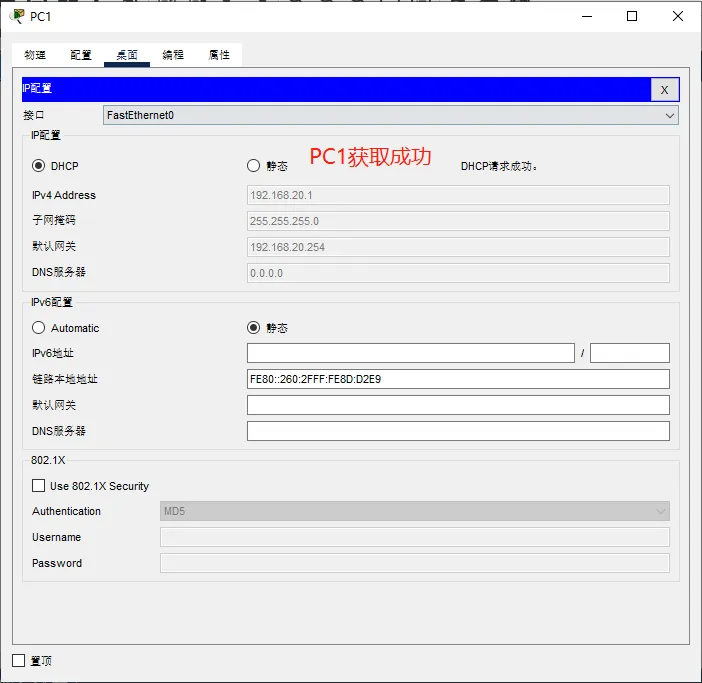 PC1
物理 配置 桌面 编程 属性
IP配置 X
接口 FastEthernet0
IP配置
DHCP 静态 PC1获取成功 DHCP请求成功。
IPv4 Address 192.168.20.1
子网掩码 255.255.255.0
默认网关 192.168.20.254
DNS服务器 0.0.0.0
IPv6配置
Automatic 静态
IPv6地址 /
链路本地地址 FE80::260:2FFF:FE8D:D2E9
默认网关
DNS服务器
802.1X
Use 802.1X Security
Authentication MD5
Username
Password
置顶